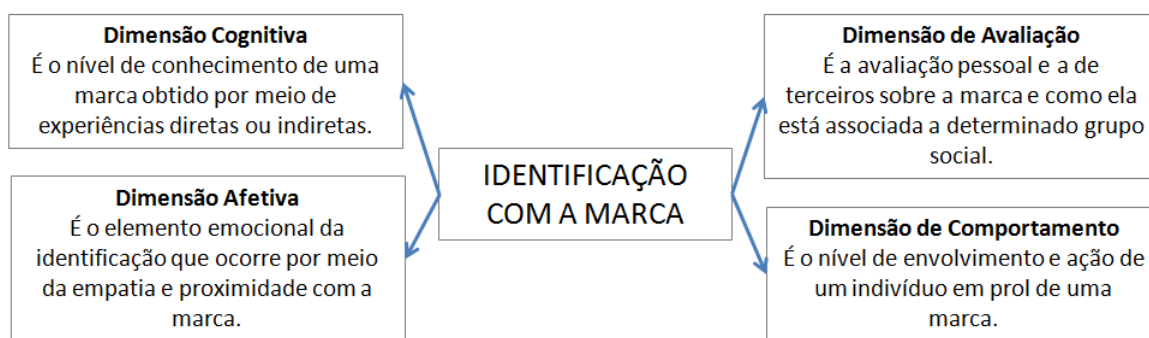 Dimensão Cognitiva
É o nível de conhecimento de uma
marca obtido por meio de
experiências diretas ou indiretas.
Dimensão Afetiva
É o elemento emocional da
identificação que ocorre por meio
da empatia e proximidade com a
marca.
IDENTIFICAÇÃO
COM A MARCA
Dimensão de Avaliação
É a avaliação pessoal e a de
terceiros sobre a marca e como ela
está associada a determinado grupo
social.
Dimensão de Comportamento
É o nível de envolvimento e ação de
um indivíduo em prol de uma
marca.